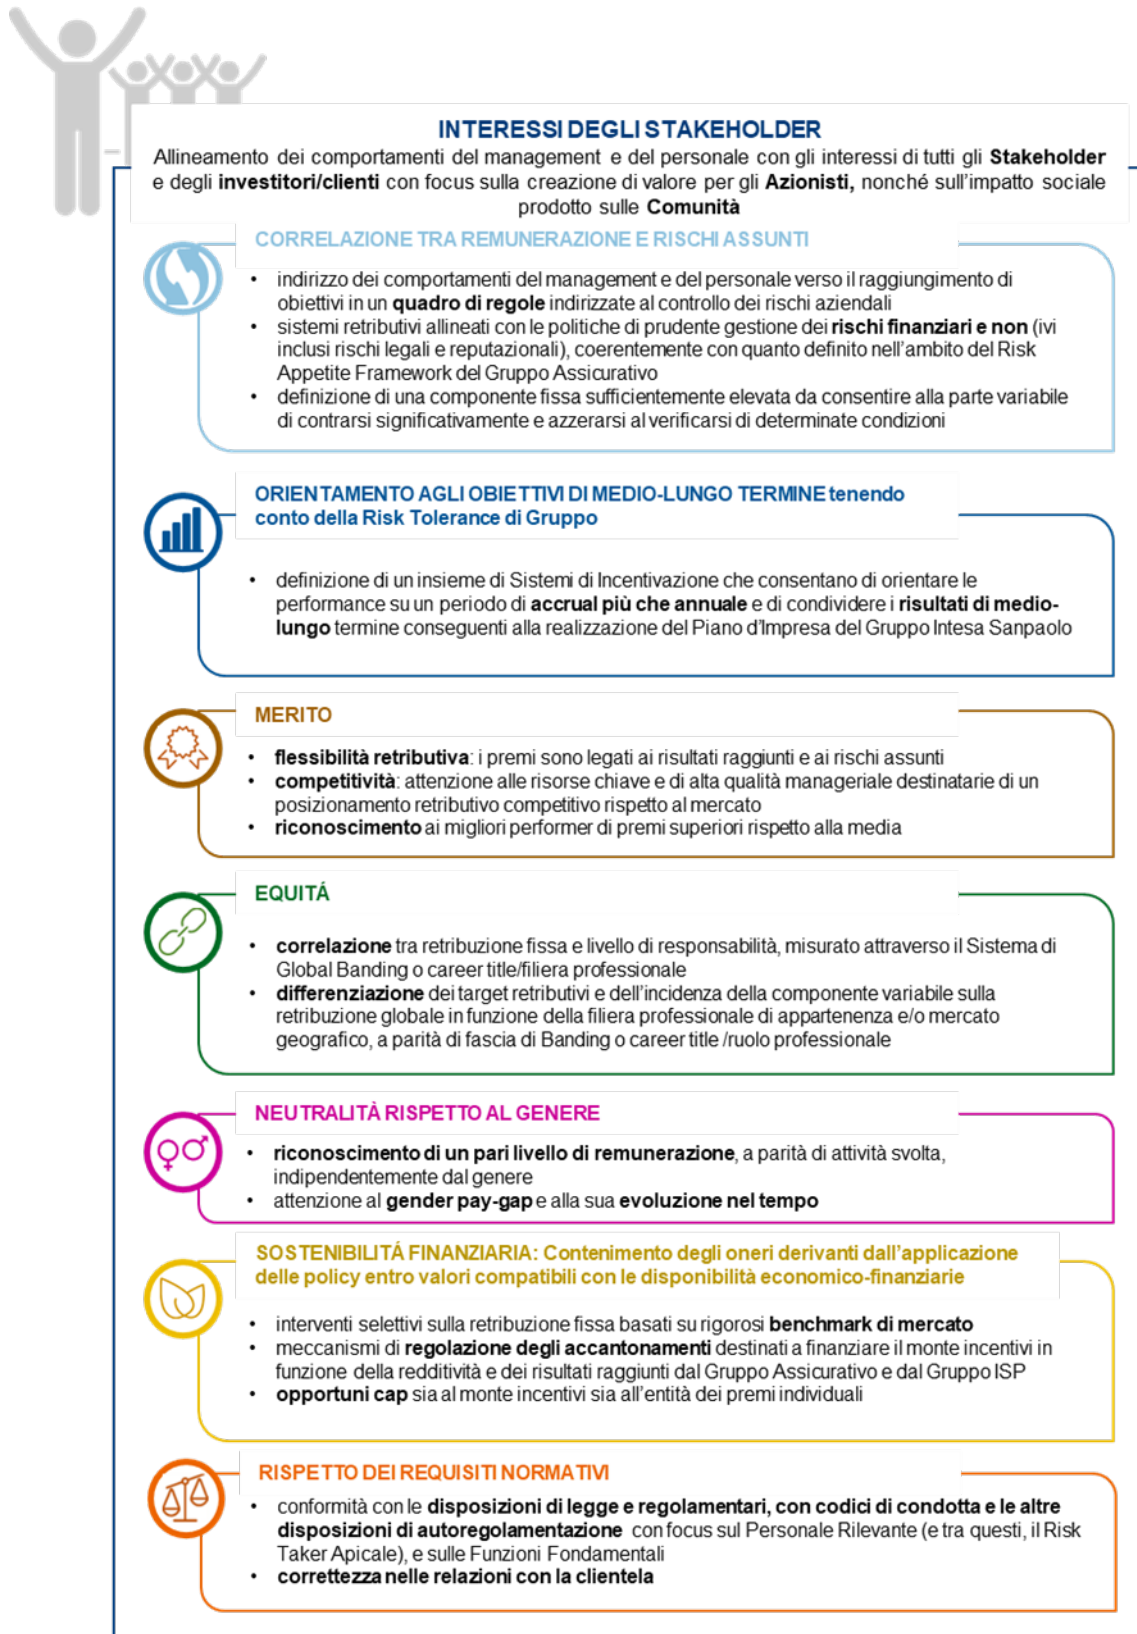 INTERESSI DEGLI STAKEHOLDER
Allineamento dei comportamenti del management e del personale con gli interessi di tutti gli Stakeholder
e degli investitori/clienti con focus sulla creazione di valore per gli Azionisti, nonché sull'impatto sociale
prodotto sulle Comunità
CORRELAZIONE TRA REMUNERAZIONE E RISCHI ASSUNTI
• indirizzo dei comportamenti del management e del personale verso il raggiungimento di
obiettivi in un quadro di regole indirizzate al controllo dei rischi aziendali
• sistemi retributivi allineati con le politiche di prudente gestione dei rischi finanziari e non (ivi
inclusi rischi legali e reputazionali), coerentemente con quanto definito nell'ambito del Risk
Appetite Framework del Gruppo Assicurativo
• definizione di una componente fissa sufficientemente elevata da consentire alla parte variabile
di contrarsi significativamente e azzerarsi al verificarsi di determinate condizioni
ORIENTAMENTO AGLI OBIETTIVI DI MEDIO-LUNGO TERMINE tenendo
conto della Risk Tolerance di Gruppo
• definizione di un insieme di Sistemi di Incentivazione che consentano di orientare le
performance su un periodo di accrual più che annuale e di condividere i risultati di medio-
lungo termine conseguenti alla realizzazione del Piano d'Impresa del Gruppo Intesa Sanpaolo
MERITO
• flessibilità retributiva: i premi sono legati ai risultati raggiunti e ai rischi assunti
• competitività: attenzione alle risorse chiave e di alta qualità manageriale destinatarie di un
posizionamento retributivo competitivo rispetto al mercato
• riconoscimento ai migliori performer di premi superiori rispetto alla media
EQUITÁ
• correlazione tra retribuzione fissa e livello di responsabilità, misurato attraverso il Sistema di
Global Banding o career title/filiera professionale
• differenziazione dei target retributivi e dell'incidenza della componente variabile sulla
retribuzione globale in funzione della filiera professionale di appartenenza e/o mercato
geografico, a parità di fascia di Banding o career title /ruolo professionale
NEUTRALITÀ RISPETTO AL GENERE
• riconoscimento di un pari livello di remunerazione, a parità di attività svolta,
indipendentemente dal genere
• attenzione al gender pay-gap e alla sua evoluzione nel tempo
SOSTENIBILITÁ FINANZIARIA: Contenimento degli oneri derivanti dall'applicazione
delle policy entro valori compatibili con le disponibilità economico-finanziarie
• interventi selettivi sulla retribuzione fissa basati su rigorosi benchmark di mercato
• meccanismi di regolazione degli accantonamenti destinati a finanziare il monte incentivi in
funzione della redditività e dei risultati raggiunti dal Gruppo Assicurativo e dal Gruppo ISP
• opportuni cap sia al monte incentivi sia all'entità dei premi individuali
RISPETTO DEI REQUISITI NORMATIVI
• conformità con le disposizioni di legge e regolamentari, con codici di condotta e le altre
disposizioni di autoregolamentazione con focus sul Personale Rilevante (e tra questi, il Risk
Taker Apicale), e sulle Funzioni Fondamentali
• correttezza nelle relazioni con la clientela